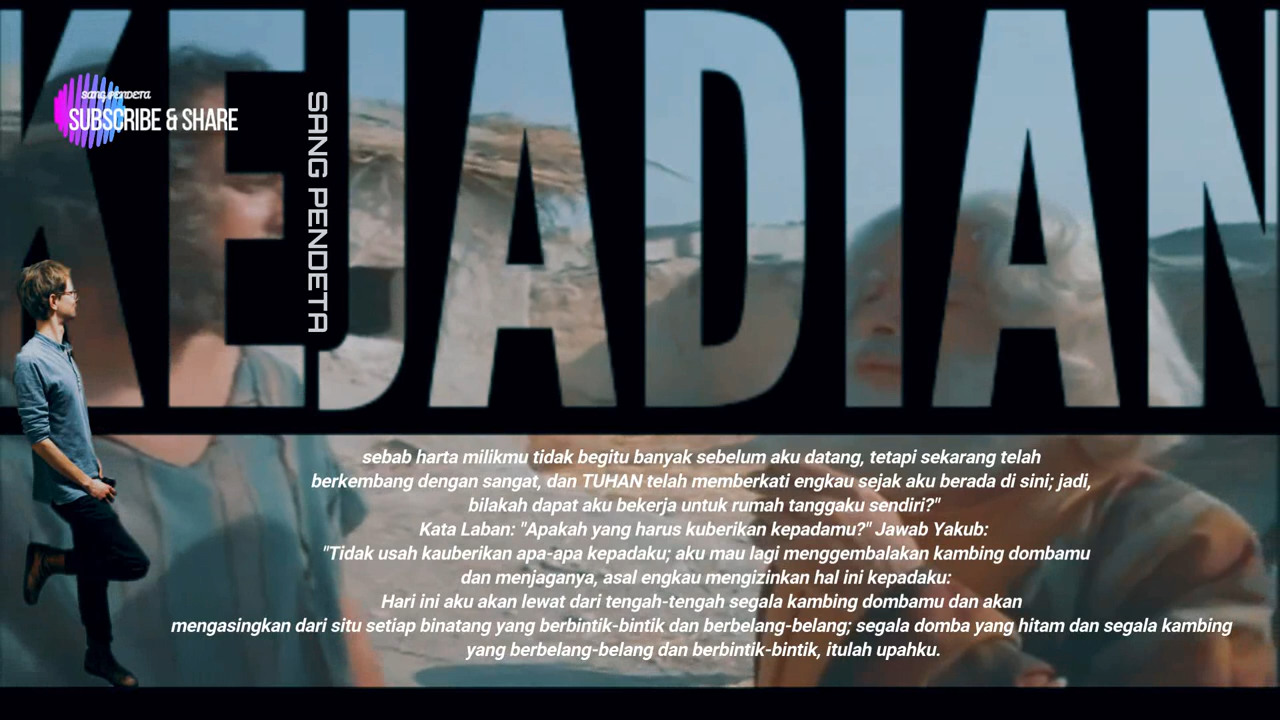 KEJADIAN
sang pendeta
SUBSCRIBE & SHARE
SANG PENDETA
sebab harta milikmu tidak begitu banyak sebelum aku datang, tetapi sekarang telah
berkembang dengan sangat, dan TUHAN telah memberkati engkau sejak aku berada di sini; jadi,
bilakah dapat aku bekerja untuk rumah tanggaku sendiri?"
Kata Laban: "Apakah yang harus kuberikan kepadamu?" Jawab Yakub:
"Tidak usah kauberikan apa-apa kepadaku; aku mau lagi menggembalakan kambing dombamu
dan menjaganya, asal engkau mengizinkan hal ini kepadaku:
Hari ini aku akan lewat dari tengah-tengah segala kambing dombamu dan akan
mengasingkan dari situ setiap binatang yang berbintik-bintik dan berbelang-belang; segala domba yang hitam dan segala kambing
yang berbelang-belang dan berbintik-bintik, itulah upahku.